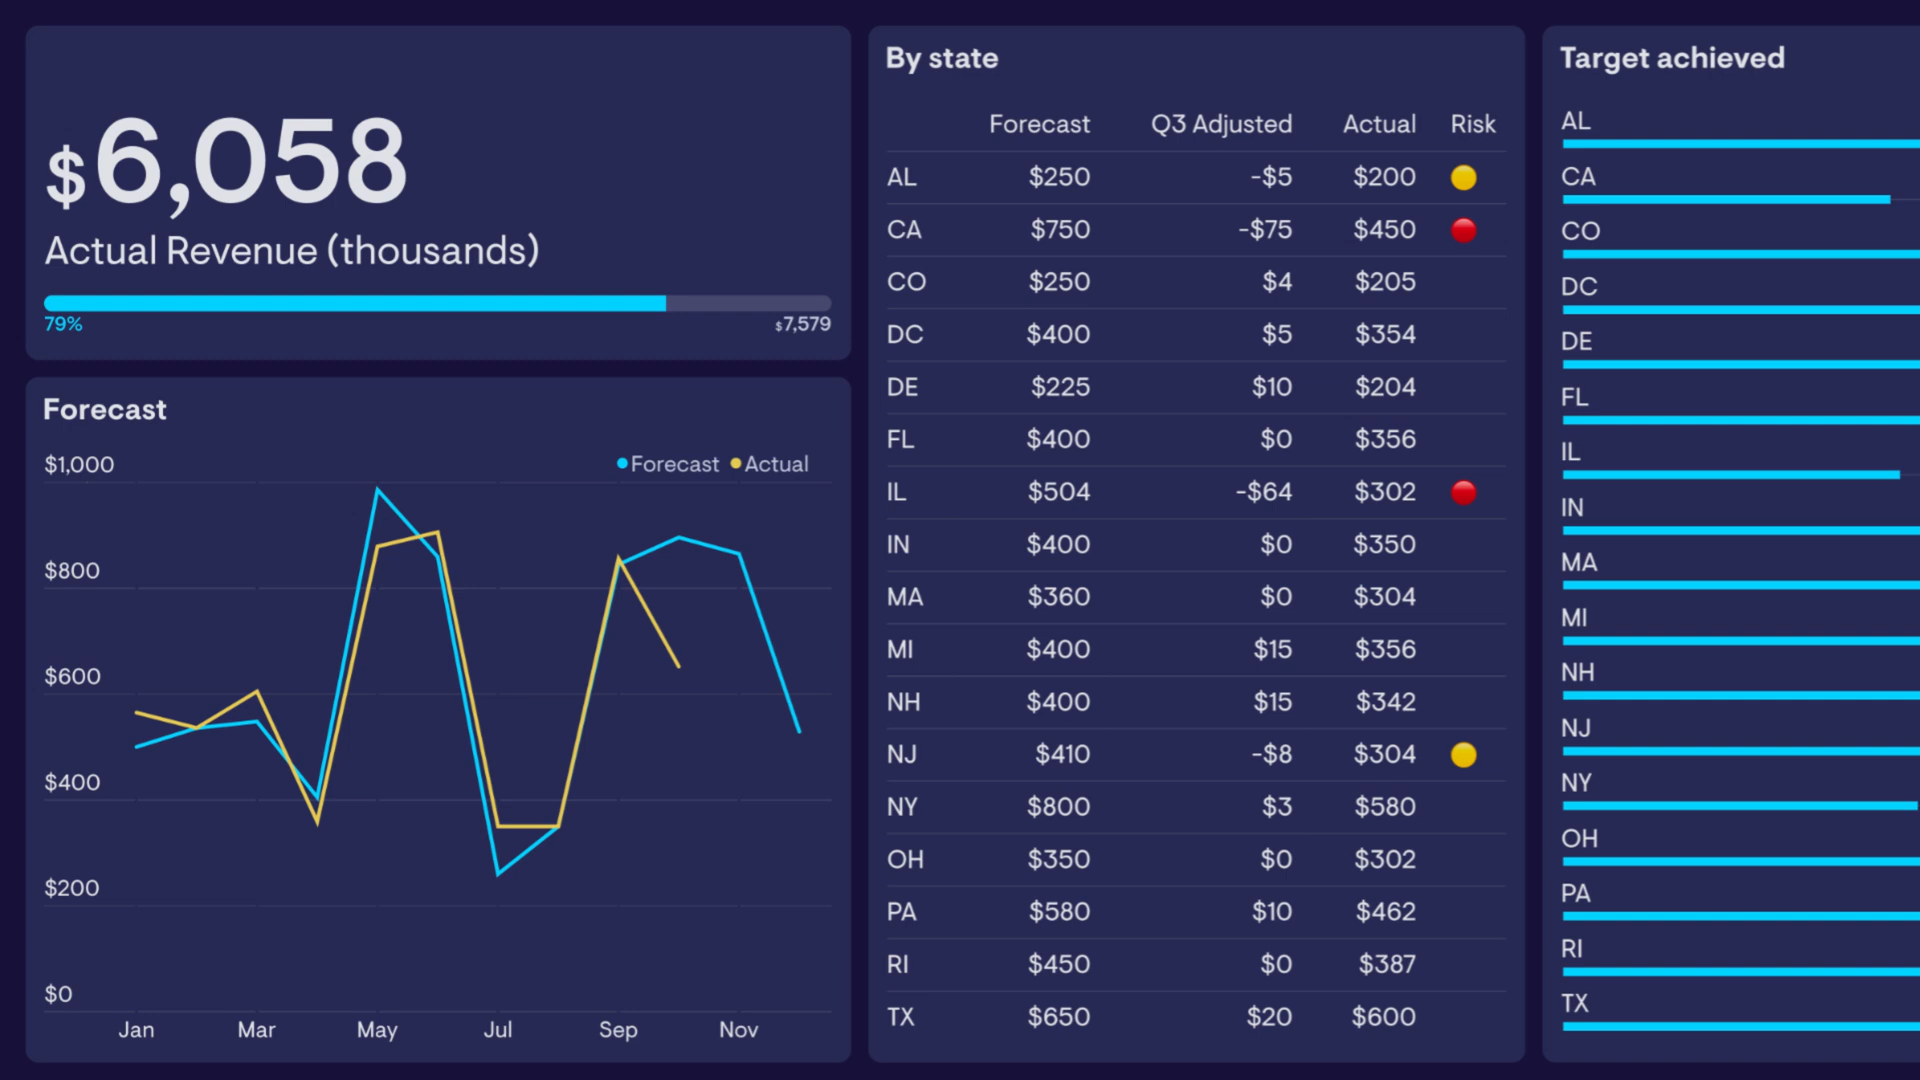 $6,058
Actual Revenue (thousands)
79% $7,579
Forecast
Forecast Actual
$1,000
$800
$600
$400
$200
$0
Jan Mar May Jul Sep Nov
By state
Forecast Q3 Adjusted Actual Risk
AL $250 -$5 $200
CA $750 -$75 $450
CO $250 $4 $205
DC $400 $5 $354
DE $225 $10 $204
FL $400 $0 $356
IL $504 -$64 $302
IN $400 $0 $350
MA $360 $0 $304
MI $400 $15 $356
NH $400 $15 $342
NJ $410 -$8 $304
NY $800 $3 $580
OH $350 $0 $302
PA $580 $10 $462
RI $450 $0 $387
TX $650 $20 $600
Target achieved
AL
CA
CO
DC
DE
FL
IL
IN
MA
MI
NH
NJ
NY
OH
PA
RI
TX